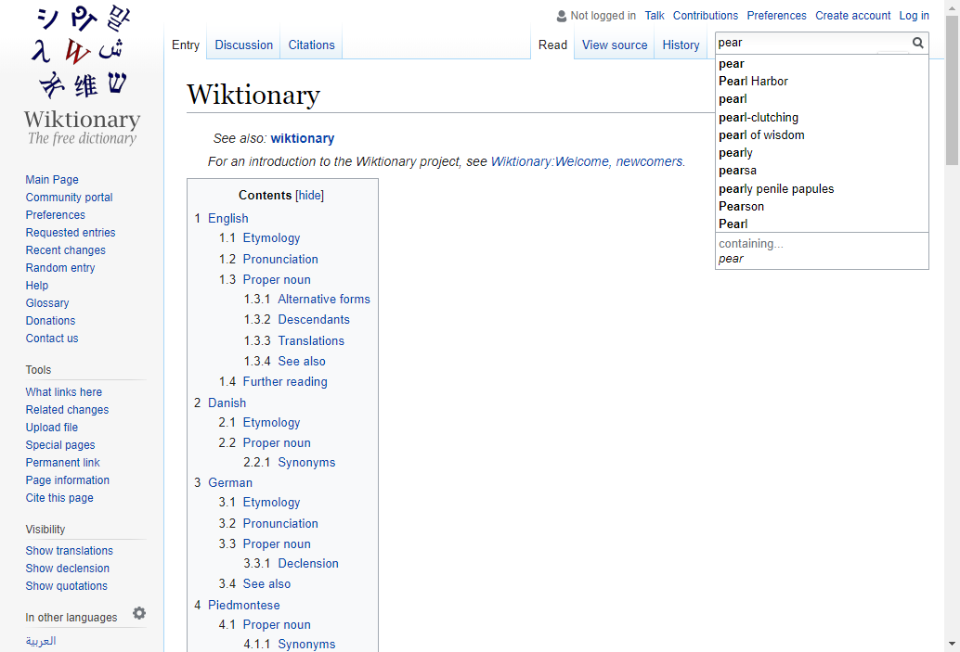 Not logged in Talk Contributions Preferences Create account Log in
Entry Discussion Citations Read View source History pear
Wiktionary
The free dictionary
Main Page
Community portal
Preferences
Requested entries
Recent changes
Random entry
Help
Glossary
Donations
Contact us
Tools
What links here
Related changes
Upload file
Special pages
Permanent link
Page information
Cite this page
Visibility
Show translations
Show declension
Show quotations
In other languages
العربية
Wiktionary
See also: wiktionary
For an introduction to the Wiktionary project, see Wiktionary:Welcome, newcomers.
Contents [hide]
1 English
1.1 Etymology
1.2 Pronunciation
1.3 Proper noun
1.3.1 Alternative forms
1.3.2 Descendants
1.3.3 Translations
1.3.4 See also
1.4 Further reading
2 Danish
2.1 Etymology
2.2 Proper noun
2.2.1 Synonyms
3 German
3.1 Etymology
3.2 Pronunciation
3.3 Proper noun
3.3.1 Declension
3.4 See also
4 Piedmontese
4.1 Proper noun
4.1.1 Synonyms
pear
Pearl Harbor
pearl
pearl-clutching
pearl of wisdom
pearly
pearsa
pearly penile papules
Pearson
Pearl
containing...
pear